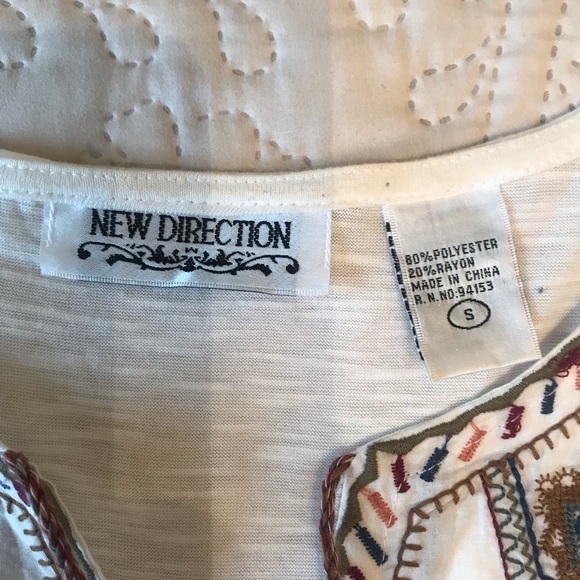 NEW DIRECTION
80%POLYESTER
20%RAYON
MADE IN CHINA
R.N.NO:94153
S